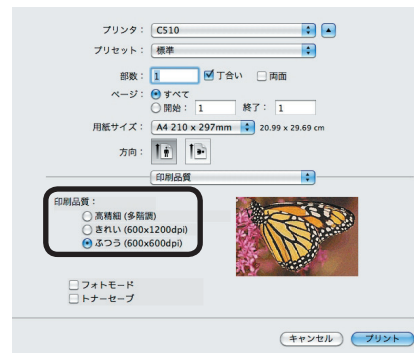 プリンタ： C510
プリセット： 標準
部数： 1 丁合い 両面
ページ： すべて
開始： 1 終了： 1
用紙サイズ： A4 210 x 297mm 20.99 x 29.69 cm
方向：
印刷品質
印刷品質：
高精細 (多階調)
きれい (600x1200dpi)
ふつう (600x600dpi)
フォトモード
トナーセーブ
キャンセル プリント